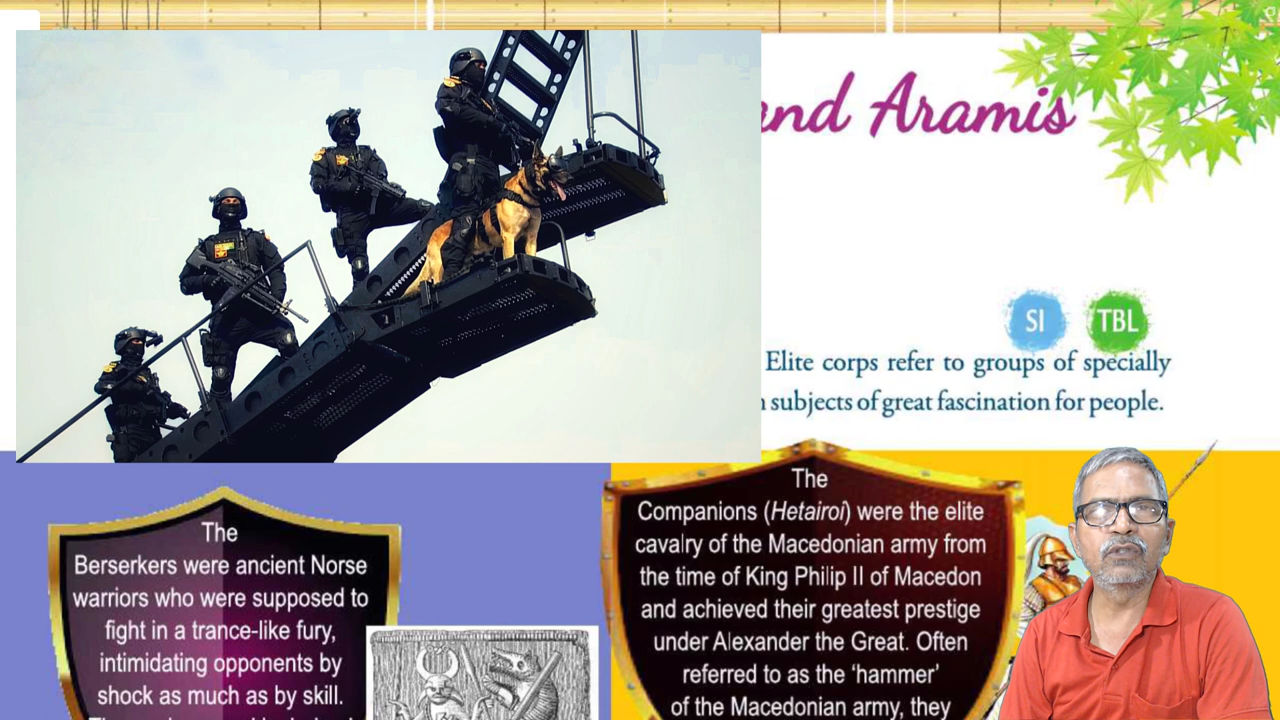 and Aramis
SI TBL
Elite corps refer to groups of specially
subjects of great fascination for people.
The
Berserkers were ancient Norse
warriors who were supposed to
fight in a trance-like fury,
intimidating opponents by
shock as much as by skill.
The
Companions (Hetairoi) were the elite
cavalry of the Macedonian army from
the time of King Philip II of Macedon
and achieved their greatest prestige
under Alexander the Great. Often
referred to as the ‘hammer’
of the Macedonian army, they